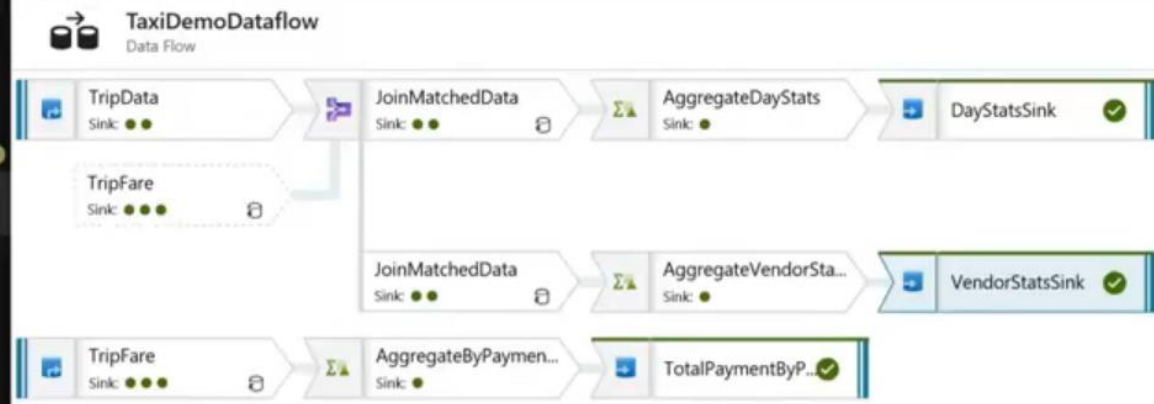 TaxiDemoDataflow
Data Flow
TripData
Sink:
JoinMatchedData
Sink:
AggregateDayStats
Sink:
DayStatsSink
TripFare
Sink:
JoinMatchedData
Sink:
AggregateVendorSta...
Sink:
VendorStatsSink
TripFare
Sink:
AggregateByPaymen...
Sink:
TotalPaymentByP...